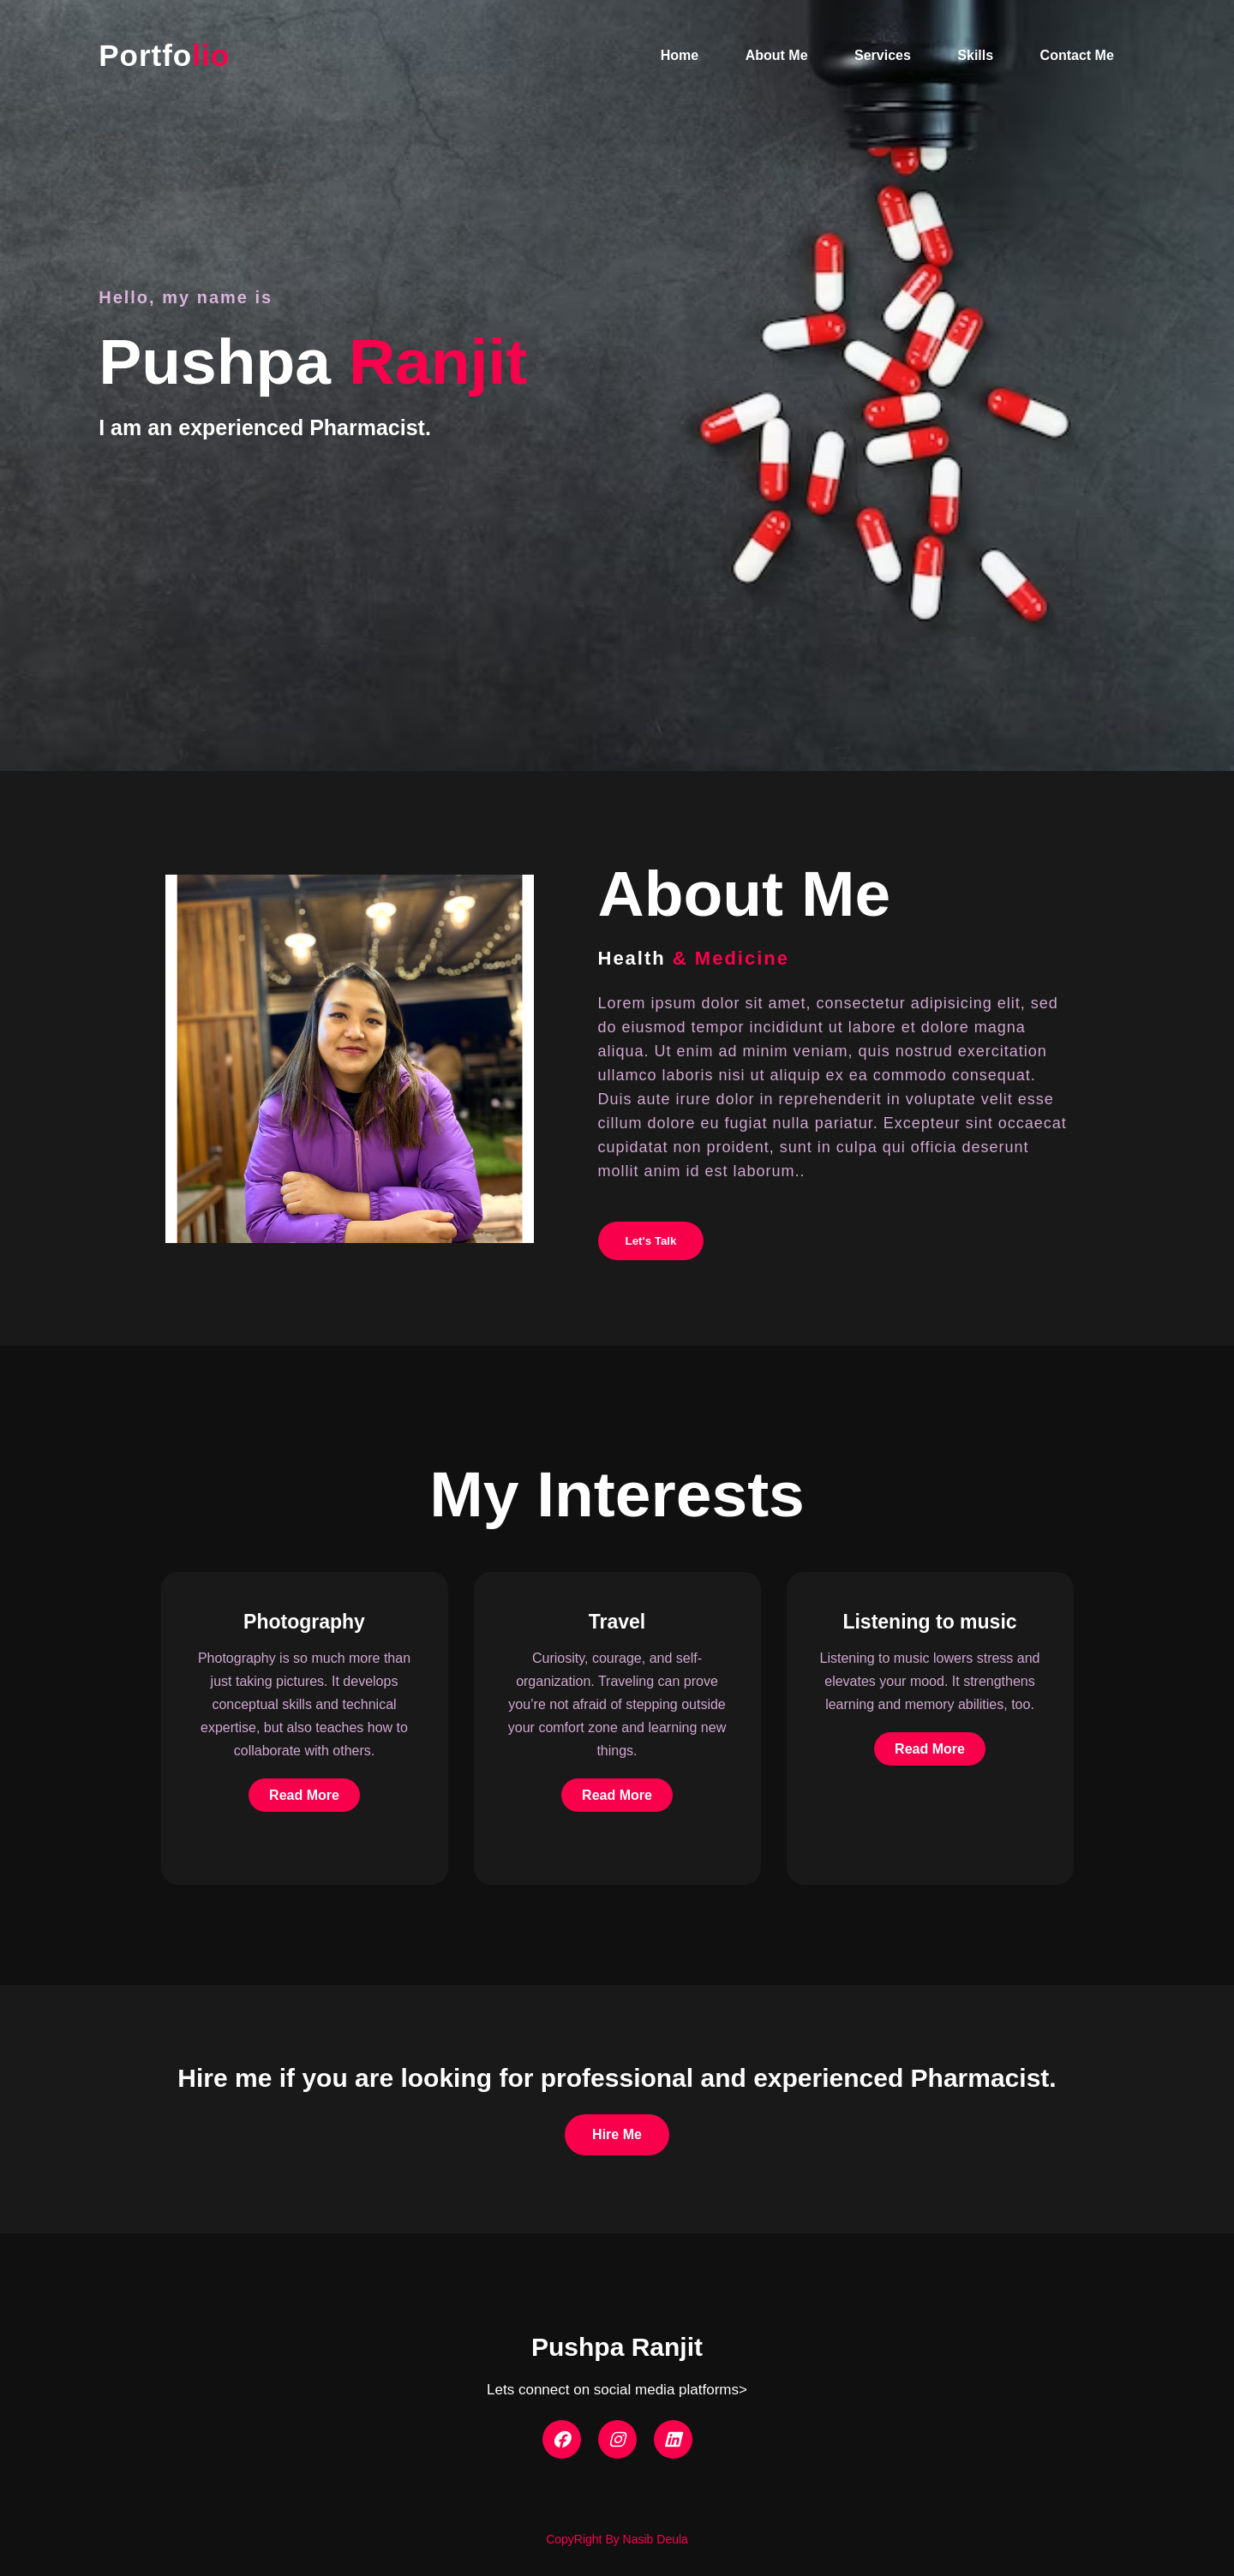 Portfolio
Home About Me Services Skills Contact Me
Hello, my name is
Pushpa Ranjit
I am an experienced Pharmacist.
About Me
Health & Medicine
Lorem ipsum dolor sit amet, consectetur adipisicing elit, sed
do eiusmod tempor incididunt ut labore et dolore magna
aliqua. Ut enim ad minim veniam, quis nostrud exercitation
ullamco laboris nisi ut aliquip ex ea commodo consequat.
Duis aute irure dolor in reprehenderit in voluptate velit esse
cillum dolore eu fugiat nulla pariatur. Excepteur sint occaecat
cupidatat non proident, sunt in culpa qui officia deserunt
mollit anim id est laborum..
Let's Talk
My Interests
Photography
Photography is so much more than
just taking pictures. It develops
conceptual skills and technical
expertise, but also teaches how to
collaborate with others.
Read More
Travel
Curiosity, courage, and self-
organization. Traveling can prove
you’re not afraid of stepping outside
your comfort zone and learning new
things.
Read More
Listening to music
Listening to music lowers stress and
elevates your mood. It strengthens
learning and memory abilities, too.
Read More
Hire me if you are looking for professional and experienced Pharmacist.
Hire Me
Pushpa Ranjit
Lets connect on social media platforms>
CopyRight By Nasib Deula